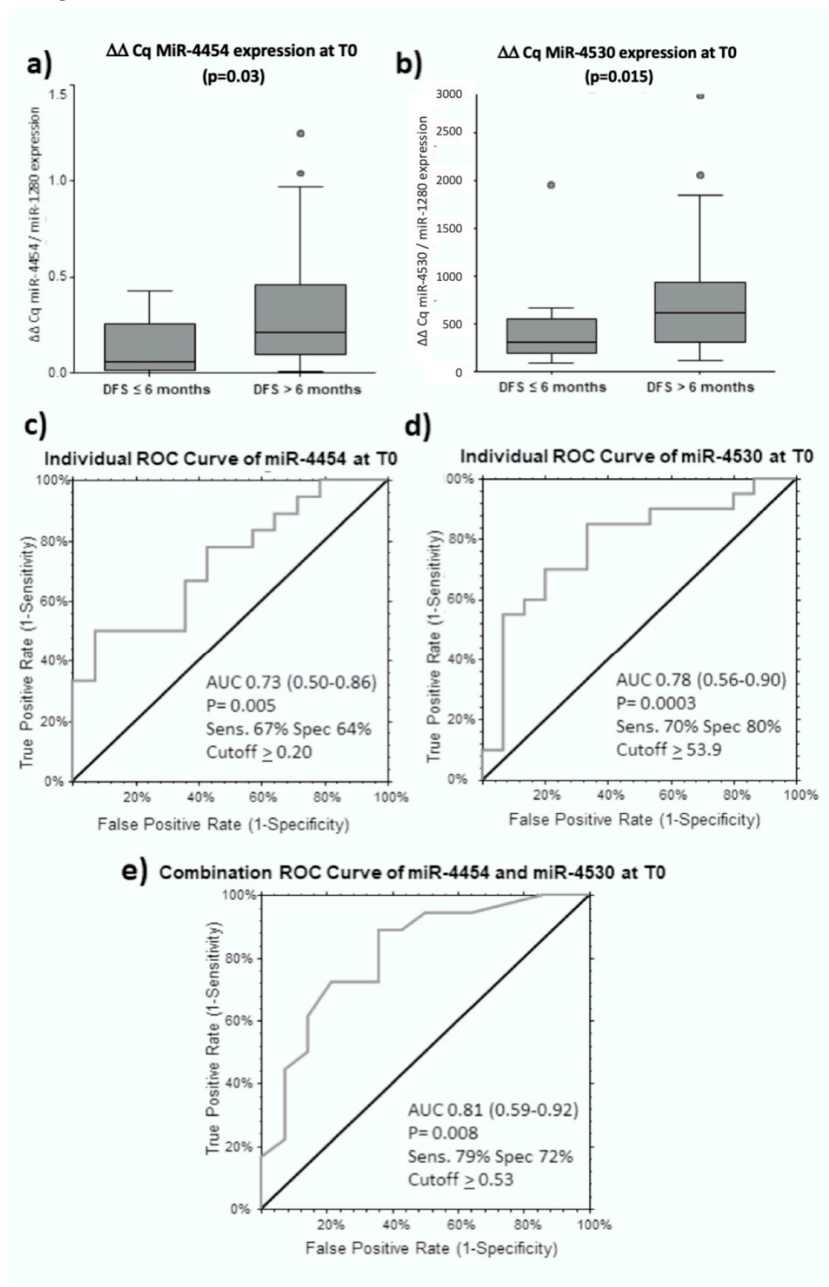 a)
ΔΔ Cq MiR-4454 expression at T0
(p=0.03)
ΔΔ Cq miR-4454 / miR-1280 expression
1.5
1.0
0.5
0.0
DFS ≤ 6 months
DFS > 6 months
b)
ΔΔ Cq MiR-4530 expression at T0
(p=0.015)
ΔΔ Cq miR-4530 / miR-1280 expression
3000
2500
2000
1500
1000
500
0
DFS ≤ 6 months
DFS > 6 months
c)
Individual ROC Curve of miR-4454 at T0
True Positive Rate (1-Sensitivity)
100%
80%
60%
40%
20%
0%
AUC 0.73 (0.50-0.86)
P= 0.005
Sens. 67% Spec 64%
Cutoff ≥ 0.20
20%
40%
60%
80%
100%
False Positive Rate (1-Specificity)
d)
Individual ROC Curve of miR-4530 at T0
True Positive Rate (1-Sensitivity)
00%
80%
60%
40%
20%
0%
AUC 0.78 (0.56-0.90)
P= 0.0003
Sens. 70% Spec 80%
Cutoff ≥ 53.9
20%
40%
60%
80%
100%
False Positive Rate (1-Specificity)
e)
Combination ROC Curve of miR-4454 and miR-4530 at T0
True Positive Rate (1-Sensitivity)
100%
80%
60%
40%
20%
0%
AUC 0.81 (0.59-0.92)
P= 0.008
Sens. 79% Spec 72%
Cutoff ≥ 0.53
20%
40%
60%
80%
100%
False Positive Rate (1-Specificity)